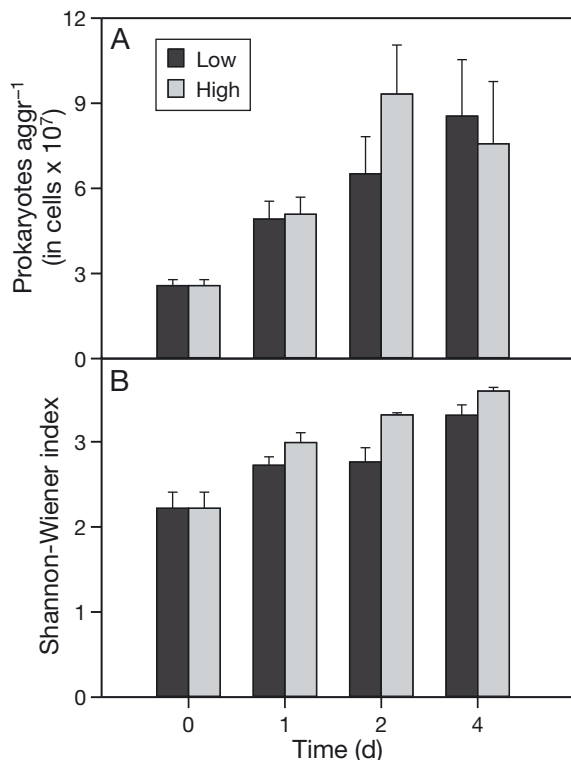 A
Low
High
Prokaryotes aggr⁻¹
(in cells x 10⁷)
12
9
6
3
0
B
Shannon-Wiener index
3
2
1
0
0 1 2 4
Time (d)